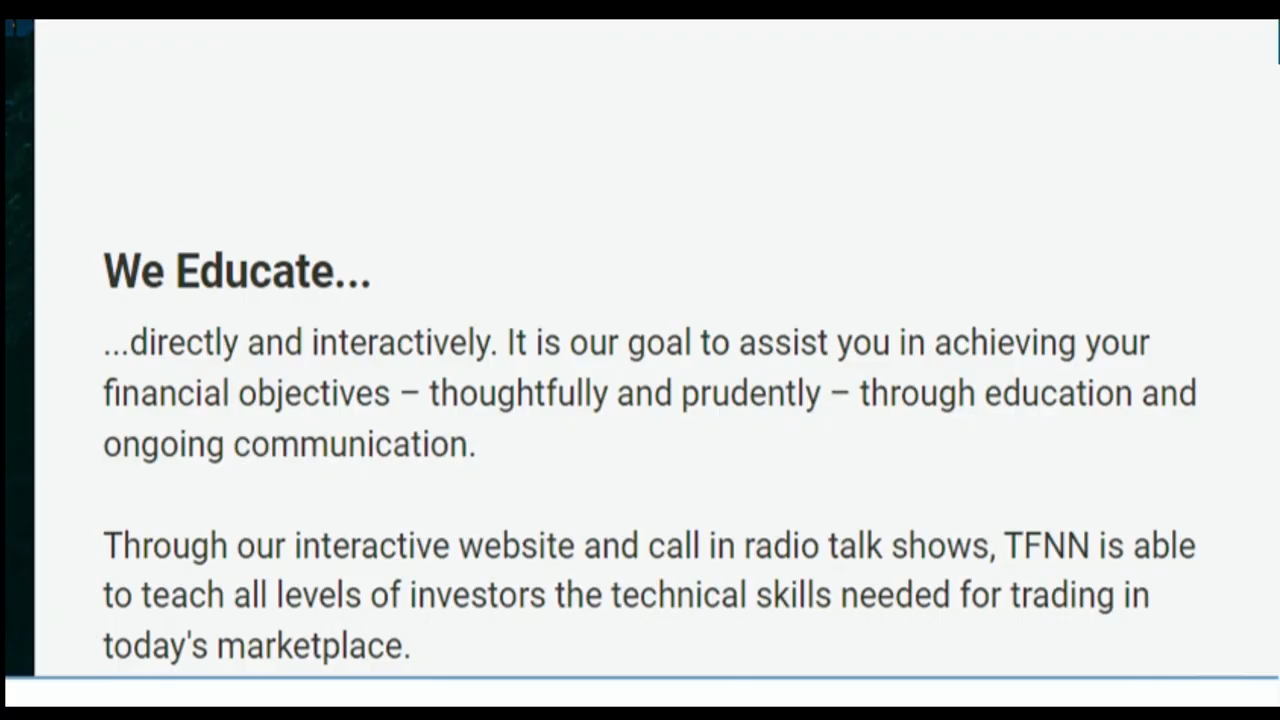 We Educate...
...directly and interactively. It is our goal to assist you in achieving your
financial objectives – thoughtfully and prudently – through education and
ongoing communication.
Through our interactive website and call in radio talk shows, TFNN is able
to teach all levels of investors the technical skills needed for trading in
today's marketplace.